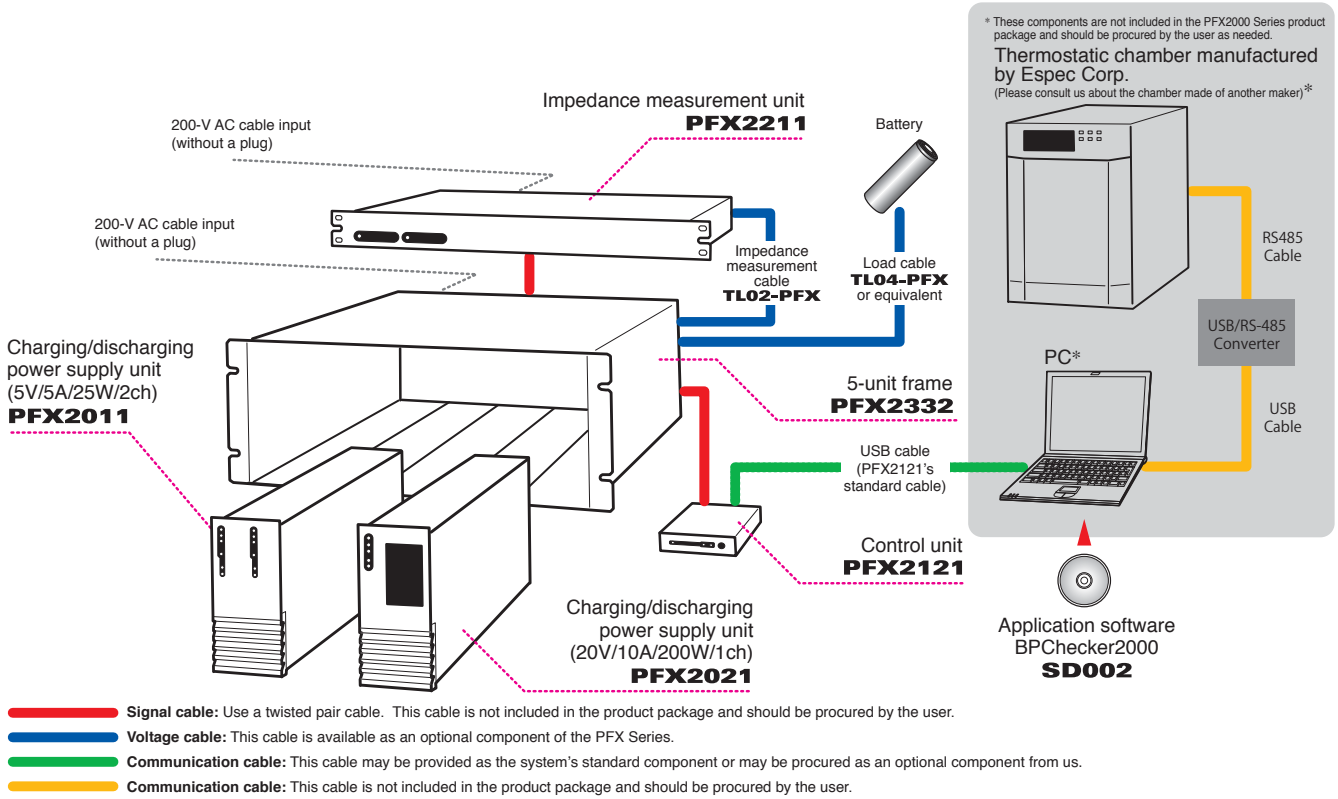 * These components are not included in the PFX2000 Series product
package and should be procured by the user as needed.
Thermostatic chamber manufactured
by Espec Corp.
(Please consult us about the chamber made of another maker)*
Impedance measurement unit
PFX2211
200-V AC cable input
(without a plug)
Battery
200-V AC cable input
(without a plug)
Impedance
measurement
cable
TL02-PFX
Load cable
TL04-PFX
or equivalent
RS485
Cable
USB/RS-485
Converter
Charging/discharging
power supply unit
(5V/5A/25W/2ch)
PFX2011
PC*
5-unit frame
PFX2332
USB
Cable
USB cable
(PFX2121's
standard cable)
Control unit
PFX2121
Charging/discharging
power supply unit
(20V/10A/200W/1ch)
PFX2021
Application software
BPChecker2000
SD002
Signal cable: Use a twisted pair cable. This cable is not included in the product package and should be procured by the user.
Voltage cable: This cable is available as an optional component of the PFX Series.
Communication cable: This cable may be provided as the system's standard component or may be procured as an optional component from us.
Communication cable: This cable is not included in the product package and should be procured by the user.